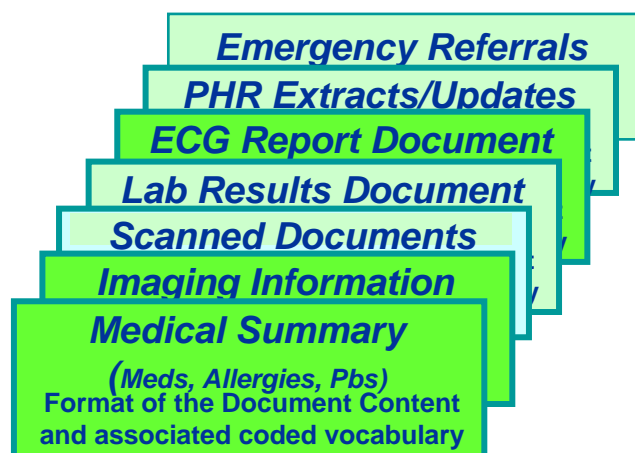 Emergency Referrals
PHR Extracts/Updates
ECG Report Document
Lab Results Document
Scanned Documents
Imaging Information
Medical Summary
(Meds, Allergies, Pbs)
Format of the Document Content
and associated coded vocabulary